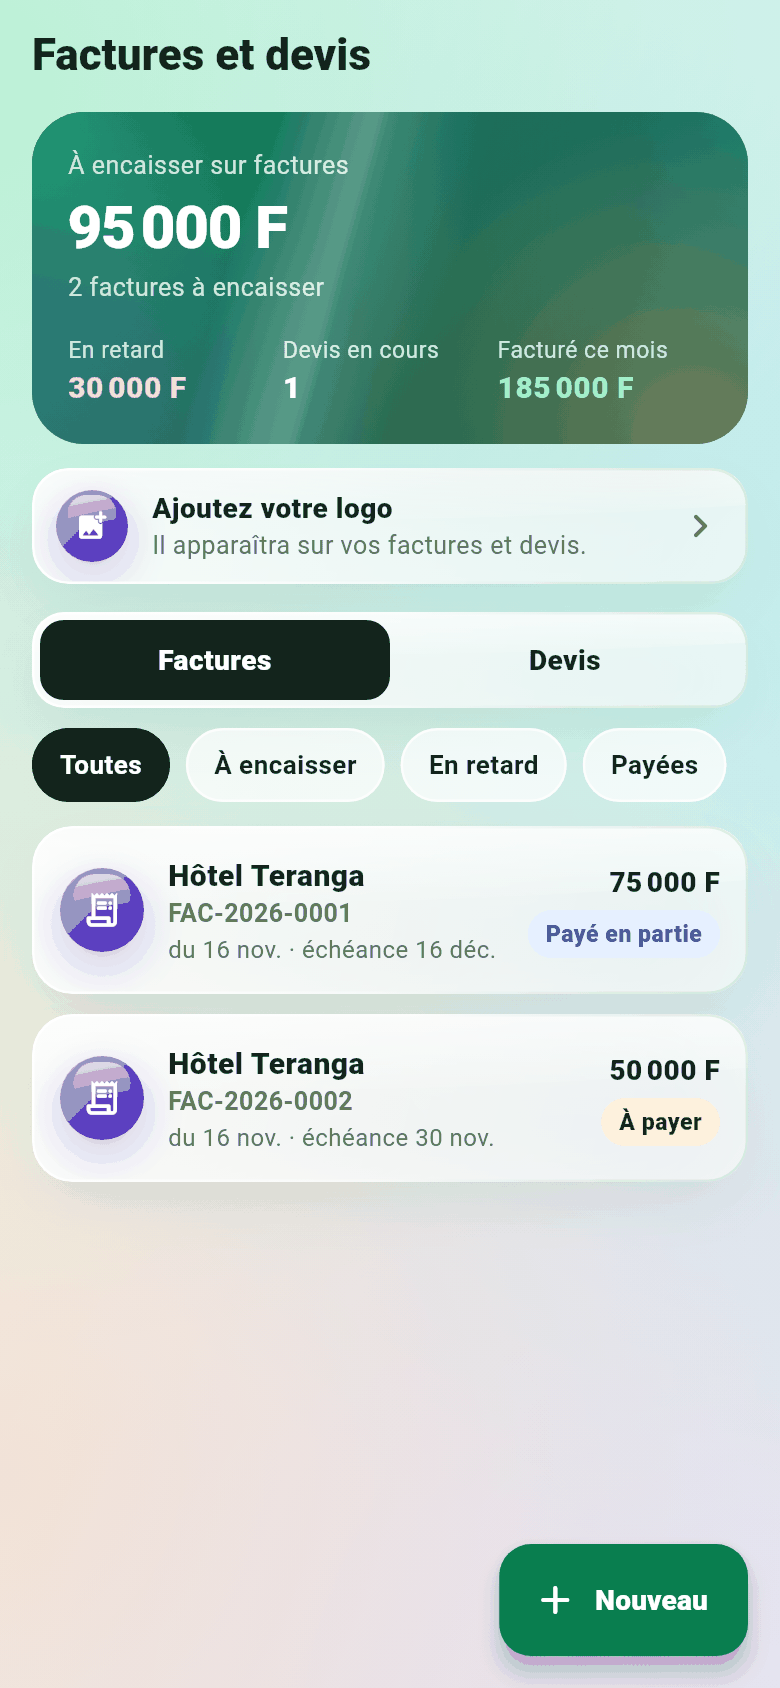 Factures et devis
À encaisser sur factures
95 000 F
2 factures à encaisser
En retard
30 000 F
Devis en cours
1
Facturé ce mois
185 000 F
Ajoutez votre logo
Il apparaîtra sur vos factures et devis.
Factures
Devis
Toutes
À encaisser
En retard
Payées
Hôtel Teranga
FAC-2026-0001
du 16 nov. · échéance 16 déc.
75 000 F
Payé en partie
Hôtel Teranga
FAC-2026-0002
du 16 nov. · échéance 30 nov.
50 000 F
À payer
Nouveau